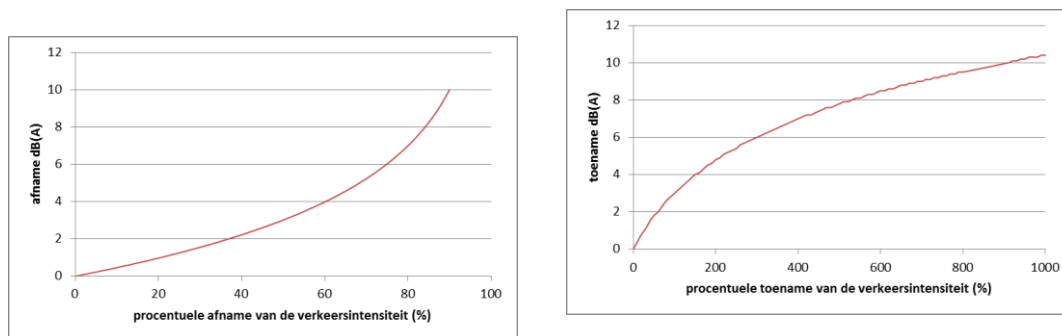 12
10
8
6
4
2
0
afname dB(A)
0 20 40 60 80 100
procentuele afname van de verkeersintensiteit (%)
12
10
8
6
4
2
0
toename dB(A)
0 200 400 600 800 1000
procentuele toename van de verkeersintensiteit (%)